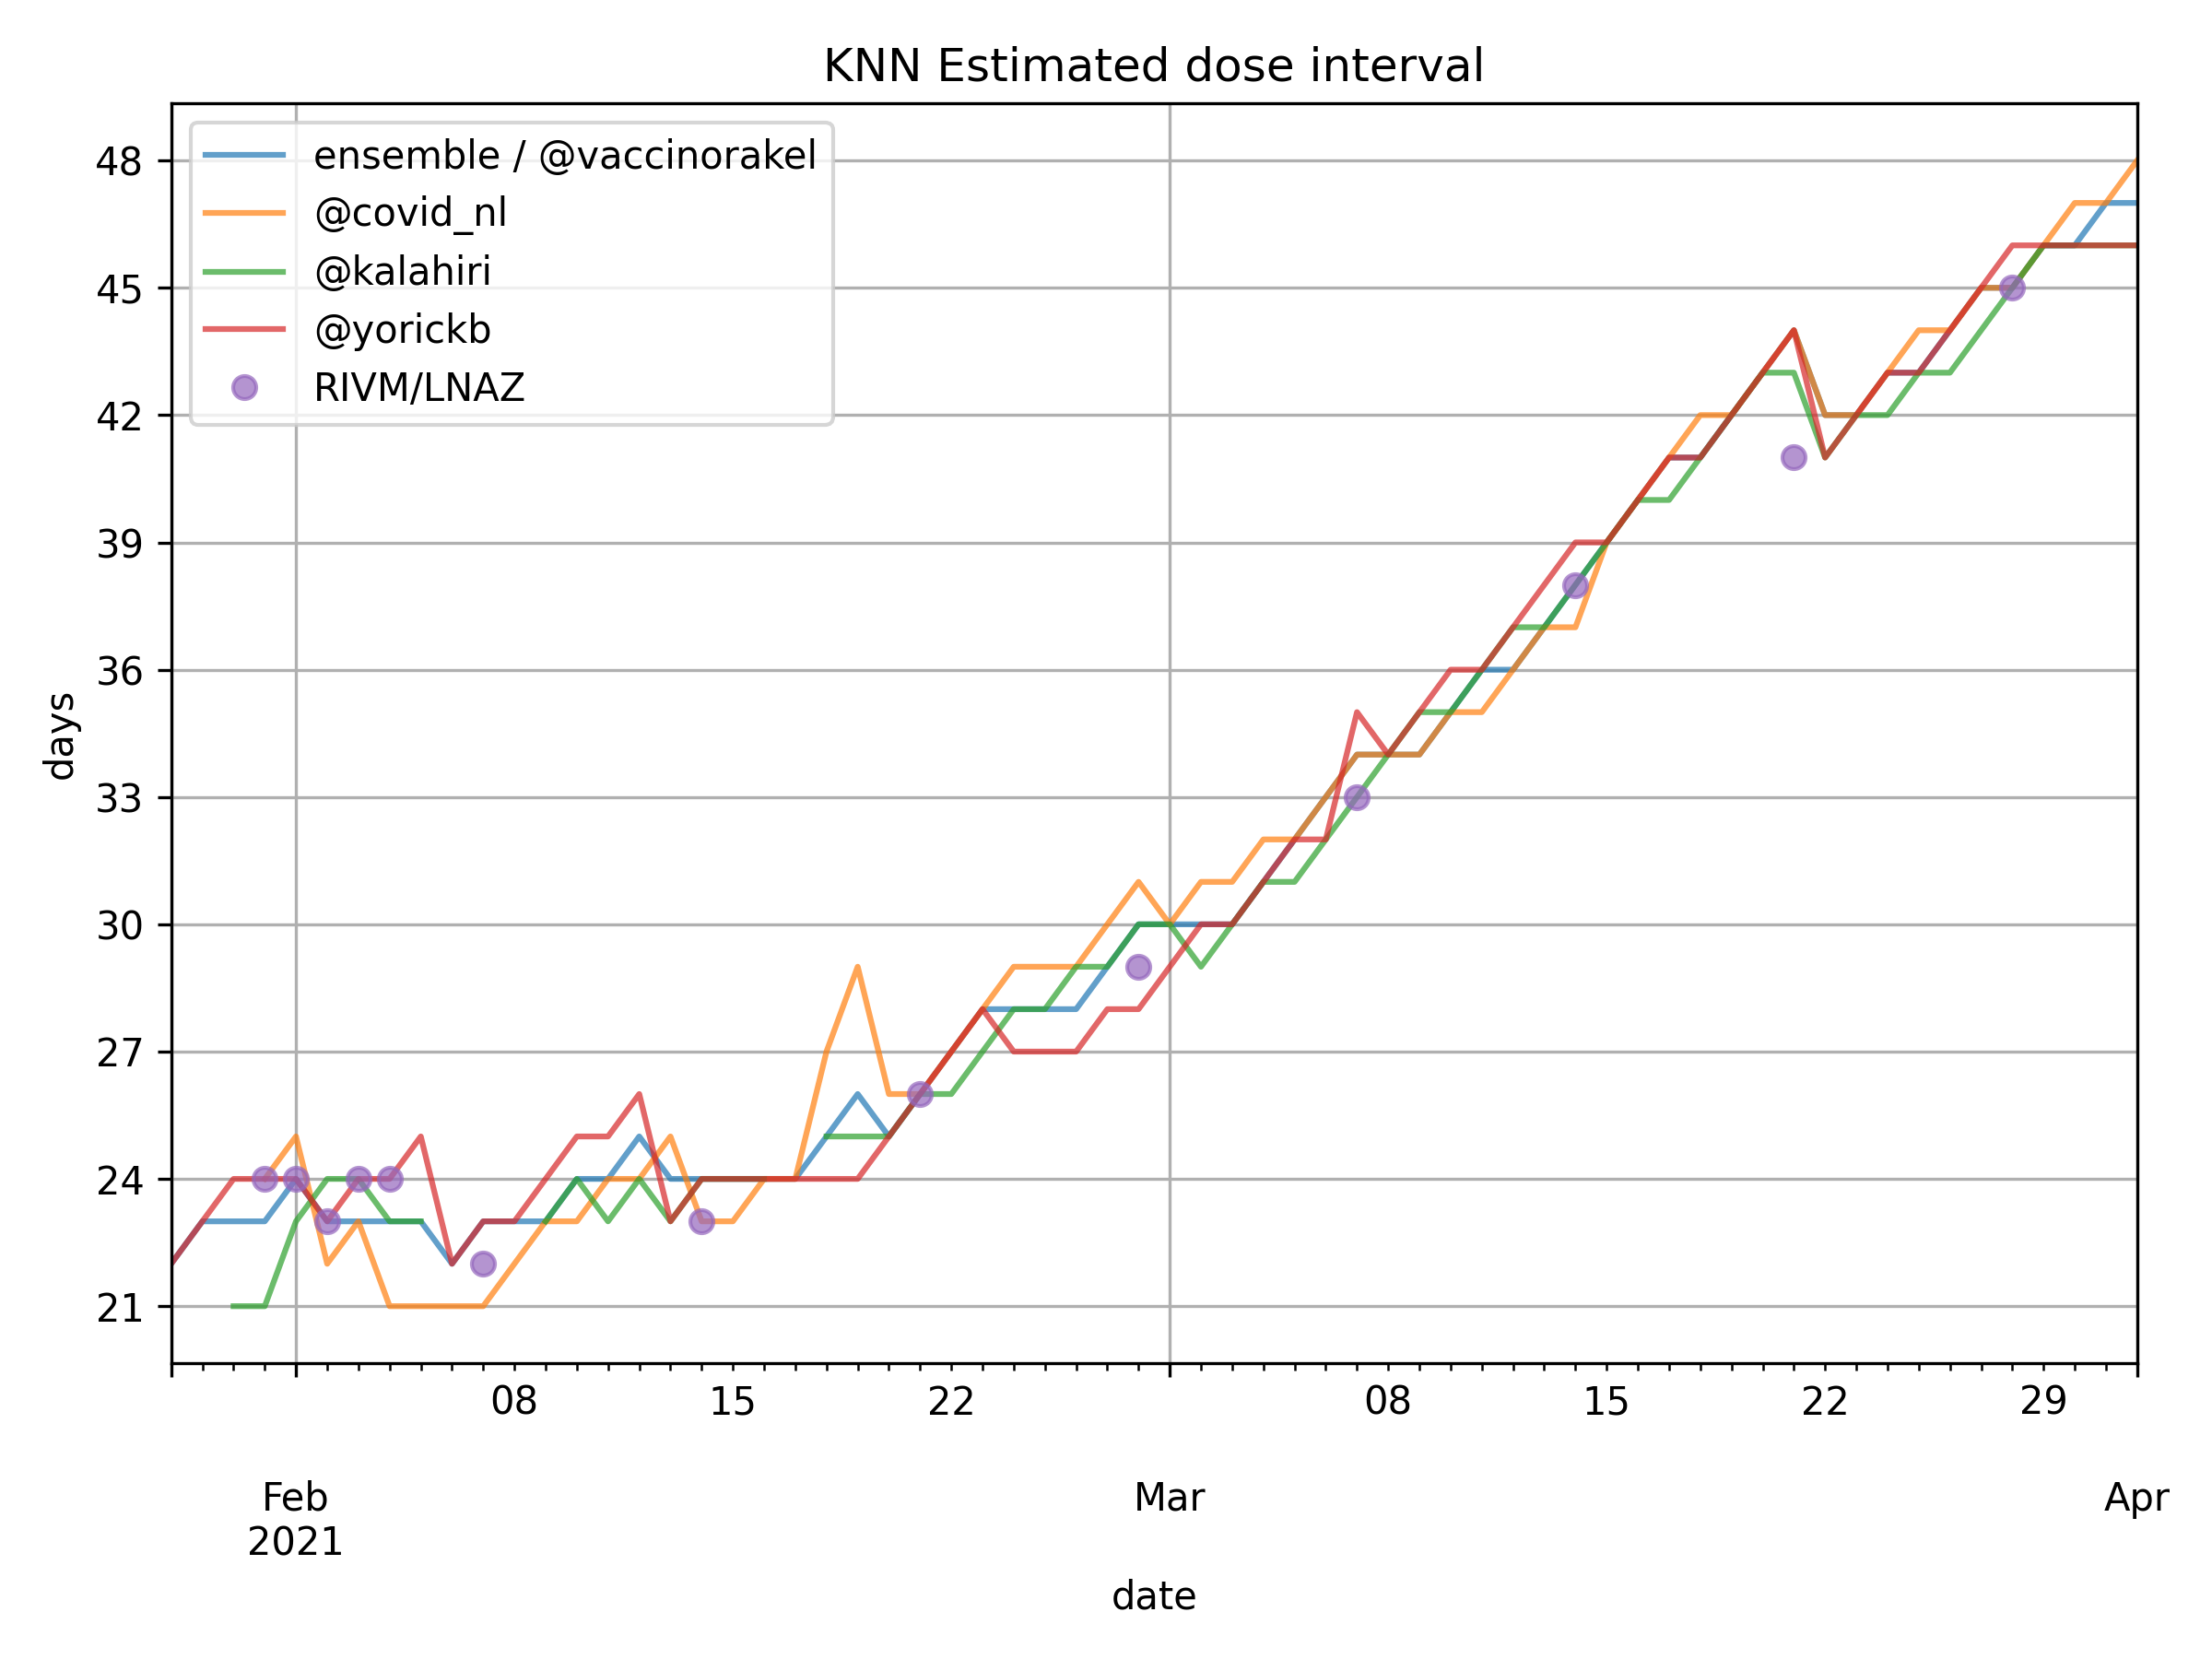 KNN Estimated dose interval
ensemble / @vaccinorakel
@covid_nl
@kalahiri
@yorickb
RIVM/LNAZ
48
45
42
39
36
33
30
27
24
21
days
08 15 22 08 15 22 29
Feb Mar Apr
2021
date